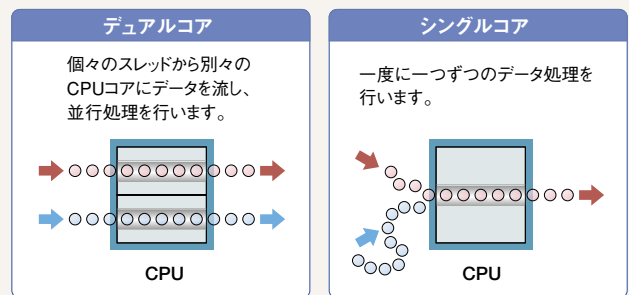 デュアルコア
個々のスレッドから別々の
CPUコアにデータを流し、
並行処理を行います。
CPU
シングルコア
一度に一つずつのデータ処理を
行います。
CPU